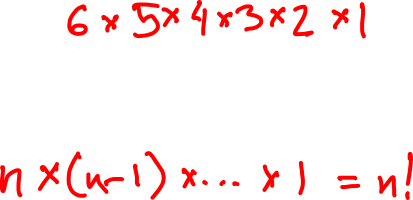 6 × 5 × 4 × 3 × 2 × 1
n × (n-1) × ... × 1 = n!